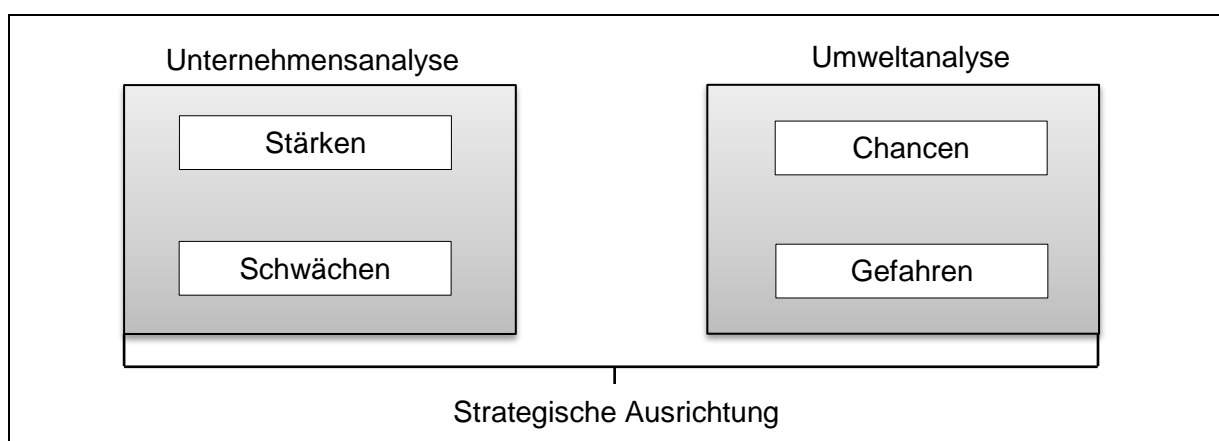 Unternehmensanalyse
Stärken
Schwächen
Umweltanalyse
Chancen
Gefahren
Strategische Ausrichtung